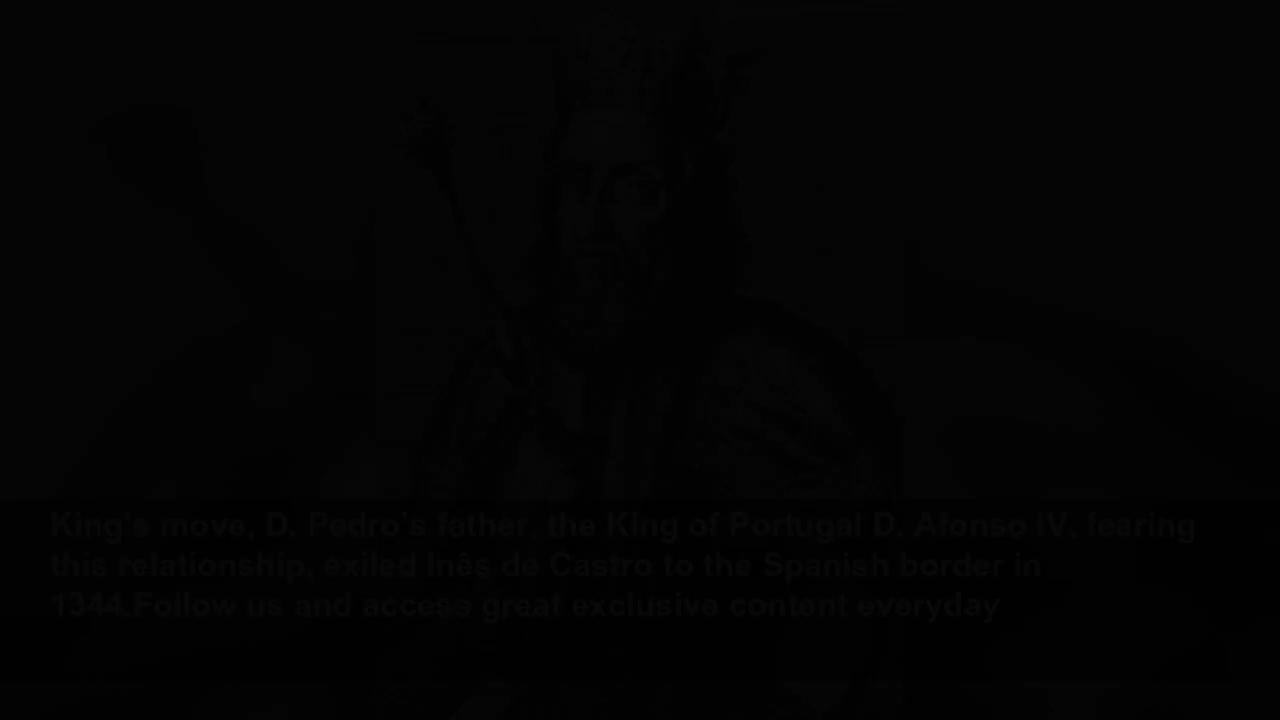 King's move, D. Pedro's father, the King of Portugal D. Afonso IV, fearing
this relationship, exiled Inês de Castro to the Spanish border in
1344.Follow us and access great exclusive content everyday